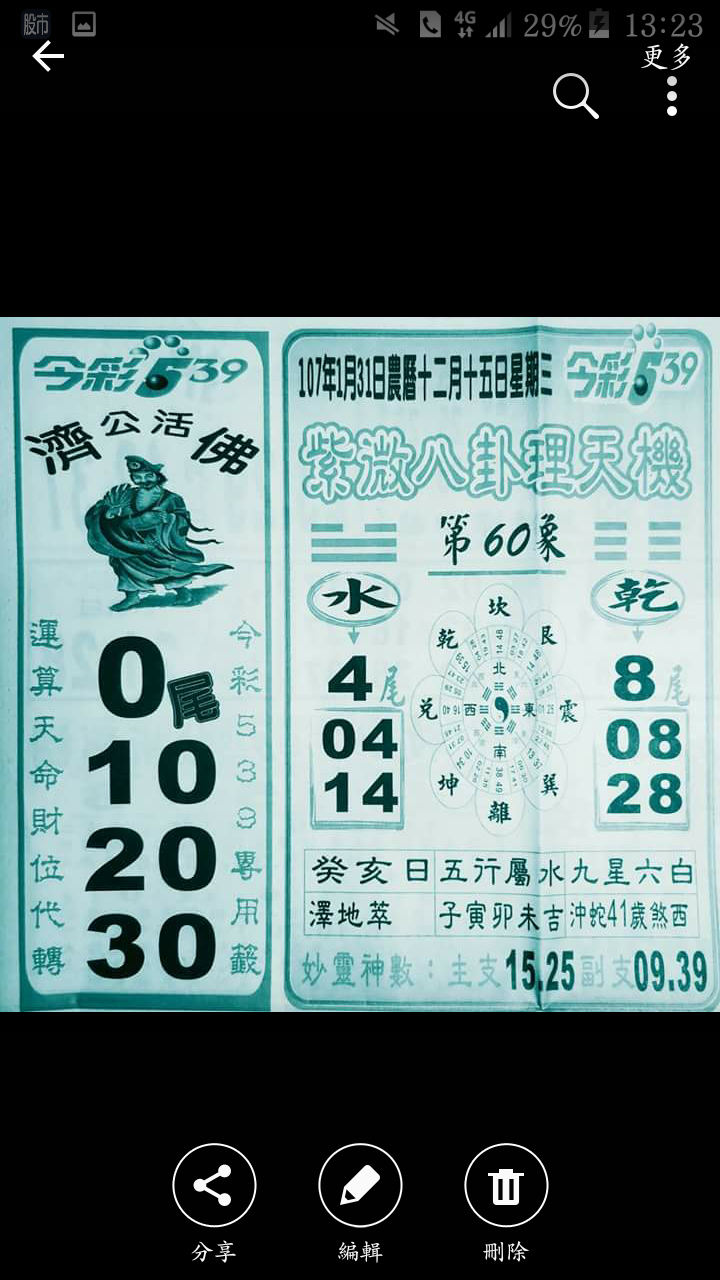 股市
4G 29% 13:23
更多
今彩539
濟公活佛
運算天命財位代轉
今彩539專用籤
0尾
10
20
30
107年1月31日農曆十二月十五日星期三
今彩539
紫微八卦理天機
第60象
水
4尾
04
14
乾
8尾
08
28
坎
艮
震
巽
離
坤
兌
乾
北
東
南
西
癸亥日 五行屬水 九星六白
澤地萃 子寅卯未吉 沖蛇41歲煞西
妙靈神數：主支15.25副支09.39
分享 編輯 刪除